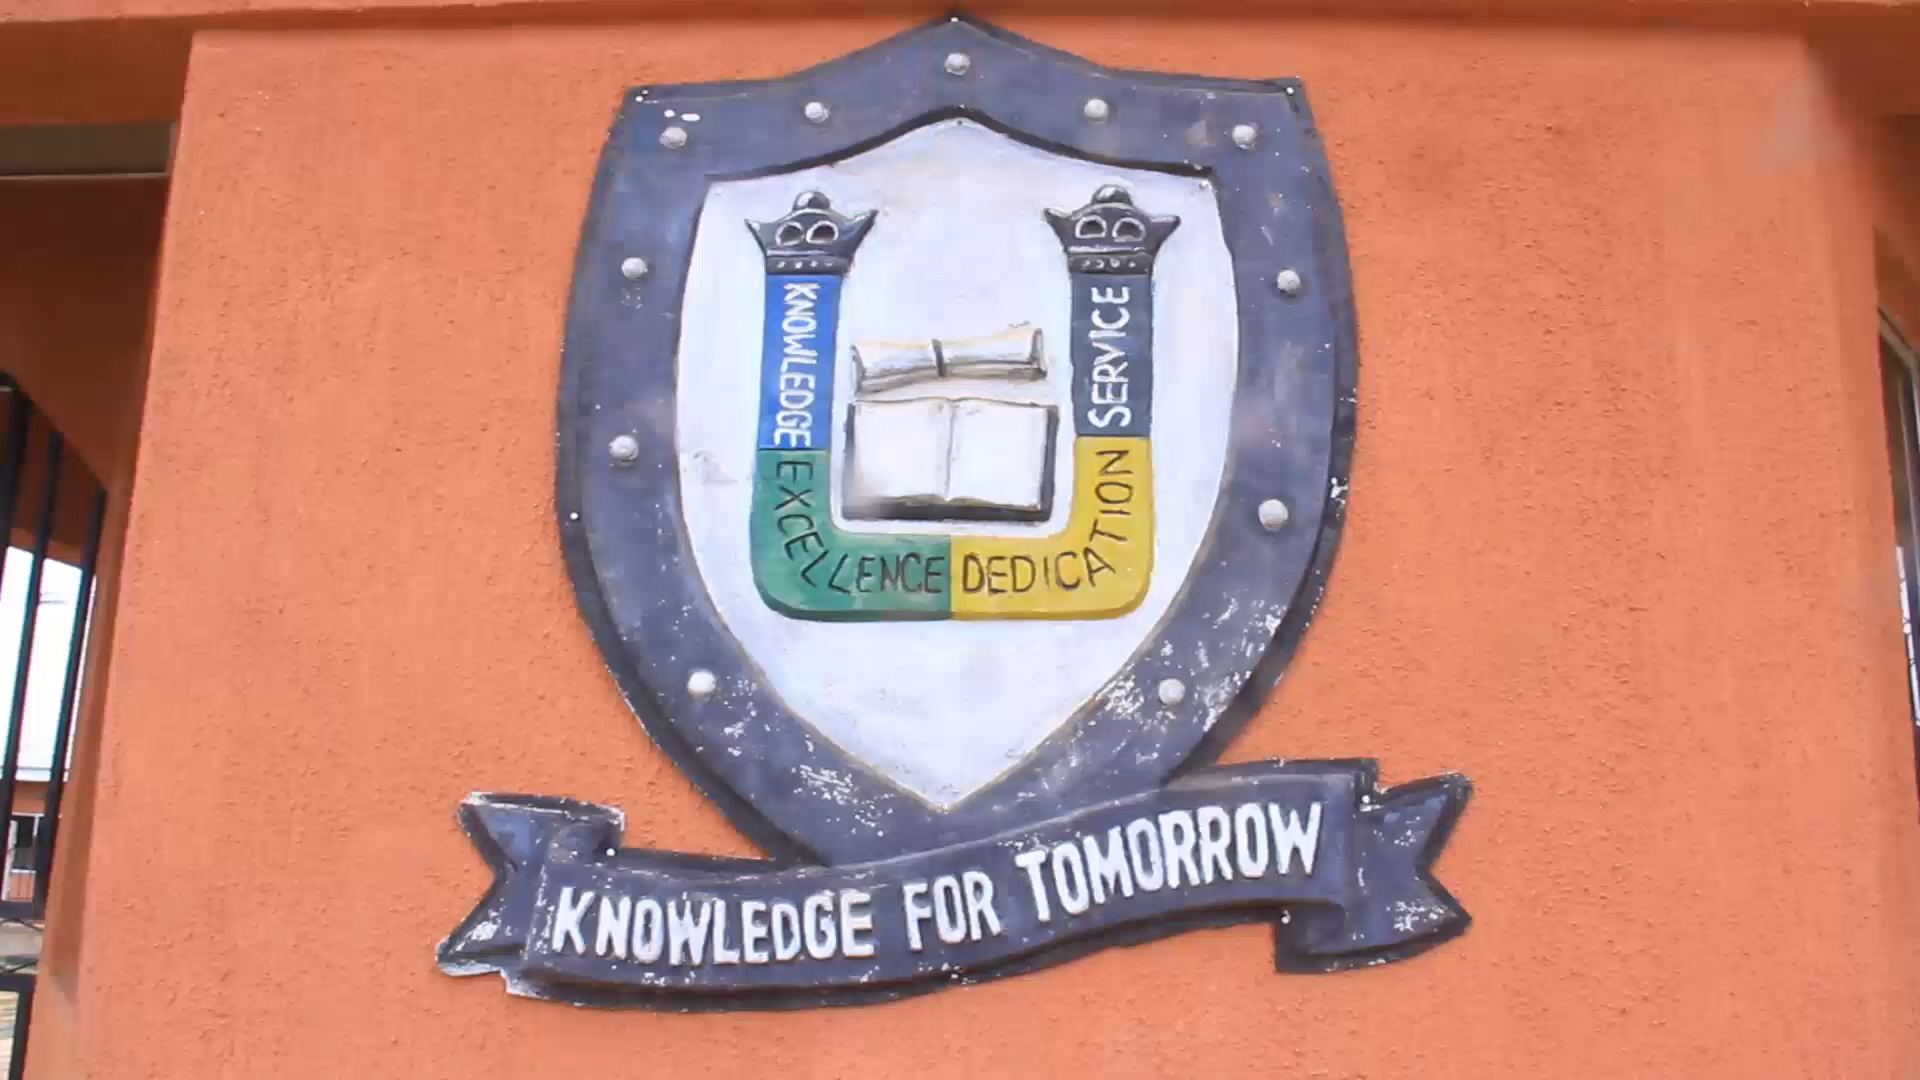 KNOWLEDGE
EXCELLENCE
DEDICATION
SERVICE
KNOWLEDGE FOR TOMORROW